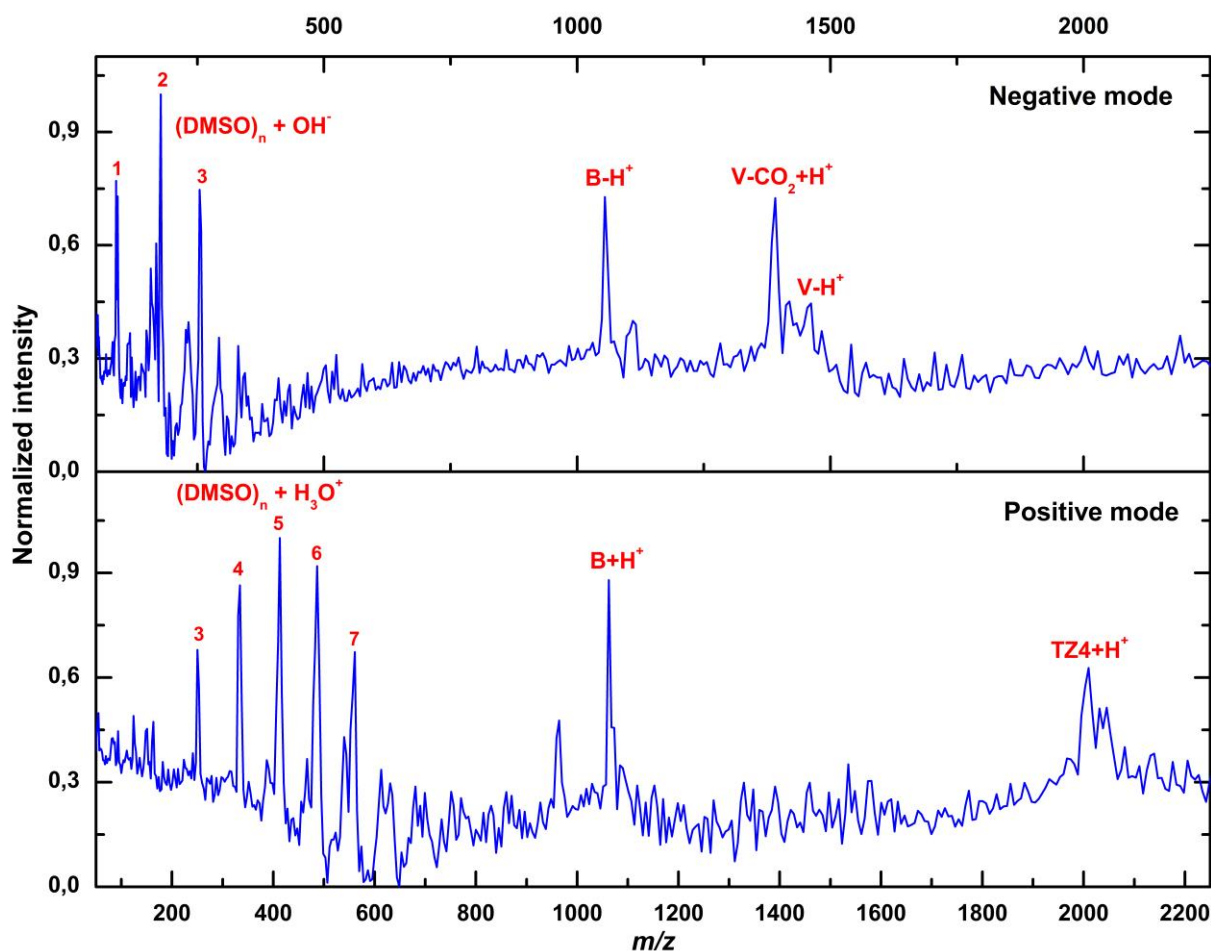 500 1000 1500 2000
Negative mode
2
(DMSO)n + OH-
1
3
B-H+
V-CO2+H+
V-H+
0,9
0,6
0,3
0,0
Normalized intensity
(DMSO)n + H3O+
Positive mode
5
6
4
3
7
B+H+
TZ4+H+
0,9
0,6
0,3
0,0
200 400 600 800 1000 1200 1400 1600 1800 2000 2200
m/z